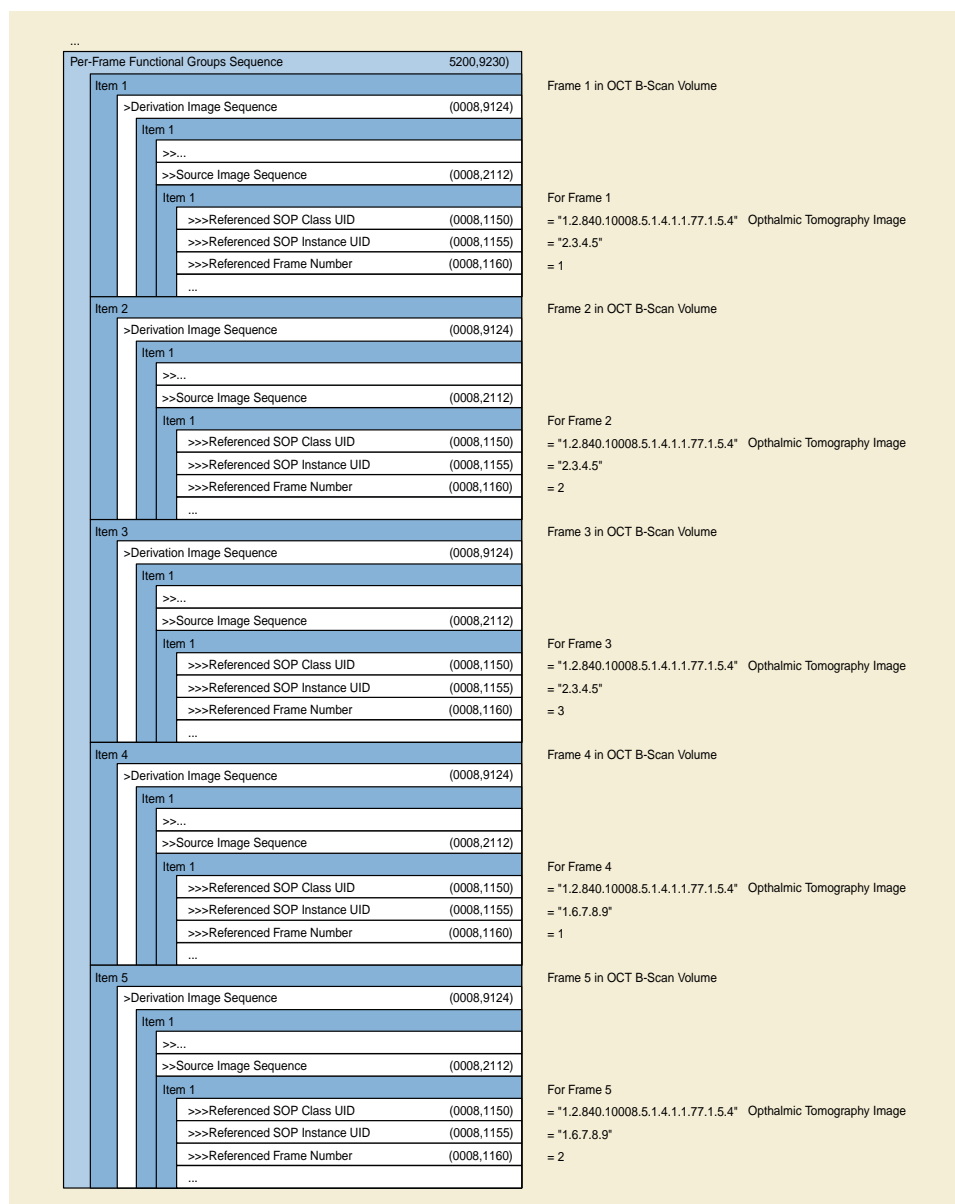 ...
Per-Frame Functional Groups Sequence 5200,9230)
Item 1 Frame 1 in OCT B-Scan Volume
>Derivation Image Sequence (0008,9124)
Item 1
>>...
>>Source Image Sequence (0008,2112)
Item 1 For Frame 1
>>>Referenced SOP Class UID (0008,1150) = "1.2.840.10008.5.1.4.1.1.77.1.5.4" Opthalmic Tomography Image
>>>Referenced SOP Instance UID (0008,1155) = "2.3.4.5"
>>>Referenced Frame Number (0008,1160) = 1
...
Item 2 Frame 2 in OCT B-Scan Volume
>Derivation Image Sequence (0008,9124)
Item 1
>>...
>>Source Image Sequence (0008,2112)
Item 1 For Frame 2
>>>Referenced SOP Class UID (0008,1150) = "1.2.840.10008.5.1.4.1.1.77.1.5.4" Opthalmic Tomography Image
>>>Referenced SOP Instance UID (0008,1155) = "2.3.4.5"
>>>Referenced Frame Number (0008,1160) = 2
...
Item 3 Frame 3 in OCT B-Scan Volume
>Derivation Image Sequence (0008,9124)
Item 1
>>...
>>Source Image Sequence (0008,2112)
Item 1 For Frame 3
>>>Referenced SOP Class UID (0008,1150) = "1.2.840.10008.5.1.4.1.1.77.1.5.4" Opthalmic Tomography Image
>>>Referenced SOP Instance UID (0008,1155) = "2.3.4.5"
>>>Referenced Frame Number (0008,1160) = 3
...
Item 4 Frame 4 in OCT B-Scan Volume
>Derivation Image Sequence (0008,9124)
Item 1
>>...
>>Source Image Sequence (0008,2112)
Item 1 For Frame 4
>>>Referenced SOP Class UID (0008,1150) = "1.2.840.10008.5.1.4.1.1.77.1.5.4" Opthalmic Tomography Image
>>>Referenced SOP Instance UID (0008,1155) = "1.6.7.8.9"
>>>Referenced Frame Number (0008,1160) = 1
...
Item 5 Frame 5 in OCT B-Scan Volume
>Derivation Image Sequence (0008,9124)
Item 1
>>...
>>Source Image Sequence (0008,2112)
Item 1 For Frame 5
>>>Referenced SOP Class UID (0008,1150) = "1.2.840.10008.5.1.4.1.1.77.1.5.4" Opthalmic Tomography Image
>>>Referenced SOP Instance UID (0008,1155) = "1.6.7.8.9"
>>>Referenced Frame Number (0008,1160) = 2
...